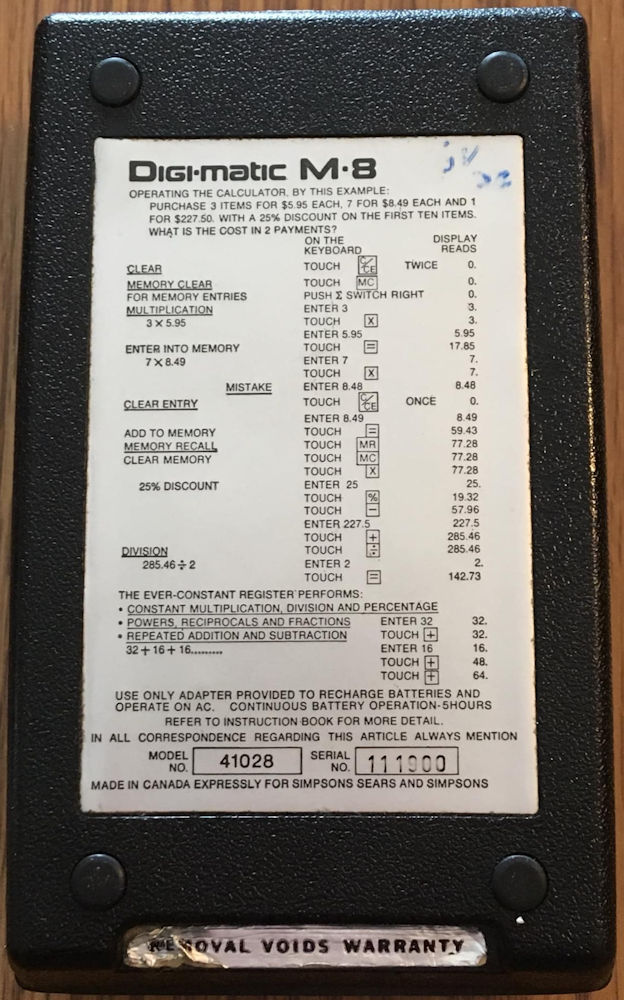 DIGI·MATIC M·8
OPERATING THE CALCULATOR, BY THIS EXAMPLE:
PURCHASE 3 ITEMS FOR $5.95 EACH, 7 FOR $8.49 EACH AND 1
FOR $227.50. WITH A 25% DISCOUNT ON THE FIRST TEN ITEMS.
WHAT IS THE COST IN 2 PAYMENTS?
ON THE KEYBOARD DISPLAY READS
CLEAR TOUCH C/CE TWICE 0.
MEMORY CLEAR TOUCH MC 0.
FOR MEMORY ENTRIES PUSH Σ SWITCH RIGHT 0.
MULTIPLICATION ENTER 3 3.
3 X 5.95 TOUCH X 3.
ENTER 5.95 5.95
ENTER INTO MEMORY TOUCH = 17.85
7 X 8.49 ENTER 7 7.
TOUCH X 7.
MISTAKE ENTER 8.48 8.48
CLEAR ENTRY TOUCH C/CE ONCE 0.
ENTER 8.49 8.49
ADD TO MEMORY TOUCH = 59.43
MEMORY RECALL TOUCH MR 77.28
CLEAR MEMORY TOUCH MC 77.28
TOUCH X 77.28
25% DISCOUNT ENTER 25 25.
TOUCH % 19.32
TOUCH − 57.96
ENTER 227.5 227.5
TOUCH + 285.46
DIVISION TOUCH ÷ 285.46
285.46 ÷ 2 ENTER 2 2.
TOUCH = 142.73
THE EVER-CONSTANT REGISTER PERFORMS:
• CONSTANT MULTIPLICATION, DIVISION AND PERCENTAGE
• POWERS, RECIPROCALS AND FRACTIONS ENTER 32 32.
• REPEATED ADDITION AND SUBTRACTION TOUCH + 32.
32 + 16 + 16......... ENTER 16 16.
TOUCH + 48.
TOUCH + 64.
USE ONLY ADAPTER PROVIDED TO RECHARGE BATTERIES AND
OPERATE ON AC. CONTINUOUS BATTERY OPERATION-5HOURS
REFER TO INSTRUCTION BOOK FOR MORE DETAIL.
IN ALL CORRESPONDENCE REGARDING THIS ARTICLE ALWAYS MENTION
MODEL NO. 41028 SERIAL NO. 111900
MADE IN CANADA EXPRESSLY FOR SIMPSONS SEARS AND SIMPSONS
REMOVAL VOIDS WARRANTY